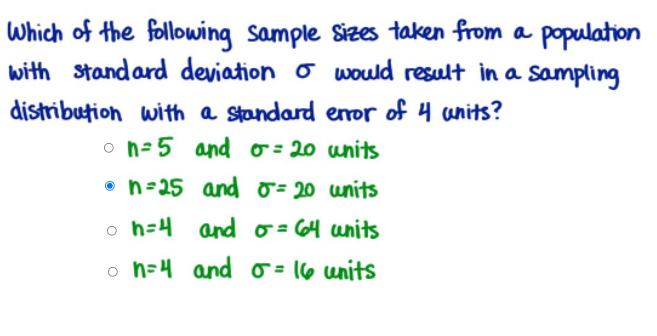 Which of the following sample sizes taken from a population
with standard deviation σ would result in a sampling
distribution with a standard error of 4 units?
n=5 and σ = 20 units
n=25 and σ= 20 units
n=4 and σ = 64 units
n=4 and σ = 16 units